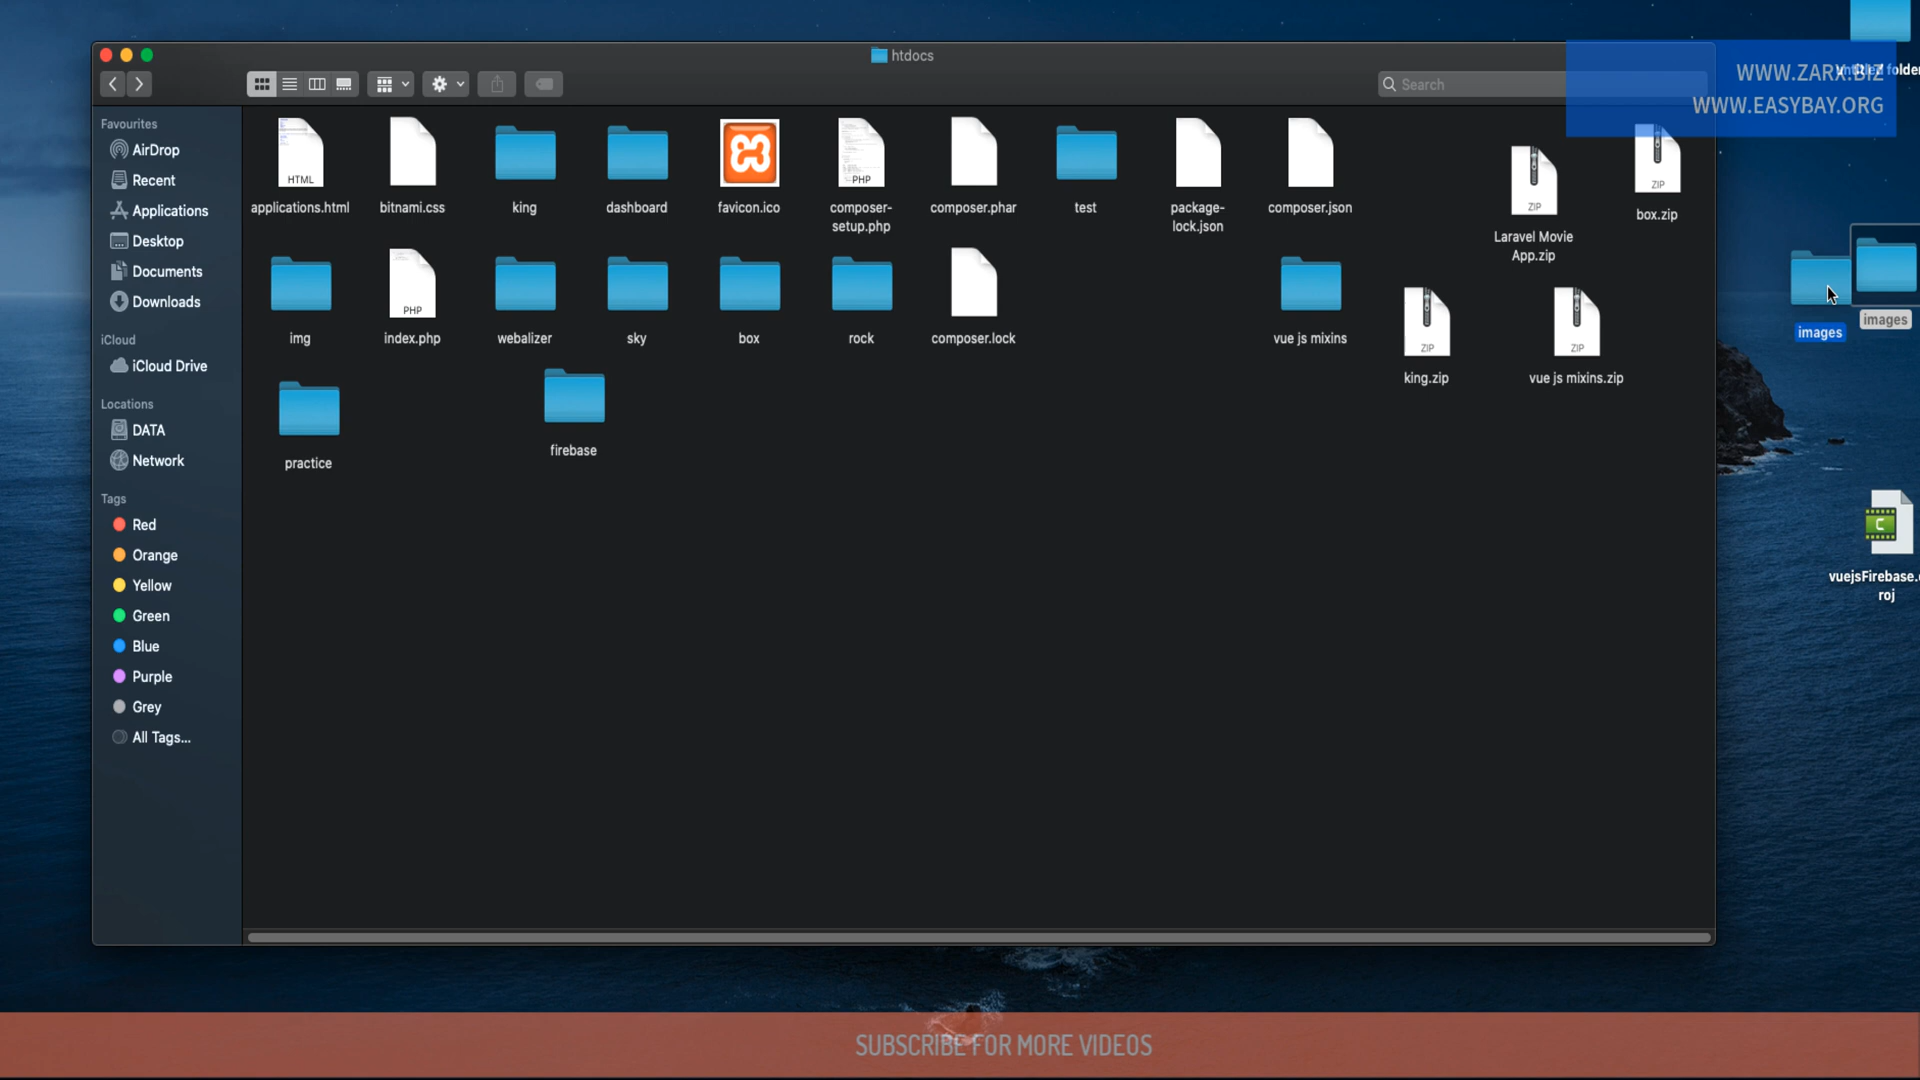 htdocs
Search
WWW.ZARX.BIZ
WWW.EASYBAY.ORG
Favourites
AirDrop
Recent
Applications
Desktop
Documents
Downloads
iCloud
iCloud Drive
Locations
DATA
Network
Tags
Red
Orange
Yellow
Green
Blue
Purple
Grey
All Tags...
HTML
applications.html
bitnami.css
king
dashboard
favicon.ico
PHP
composer-
setup.php
composer.phar
test
package-
lock.json
composer.json
ZIP
Laravel Movie
App.zip
ZIP
box.zip
img
PHP
index.php
webalizer
sky
box
rock
composer.lock
vue js mixins
ZIP
king.zip
ZIP
vue js mixins.zip
practice
firebase
images
images
C
vuejsFirebase.
roj
SUBSCRIBE FOR MORE VIDEOS